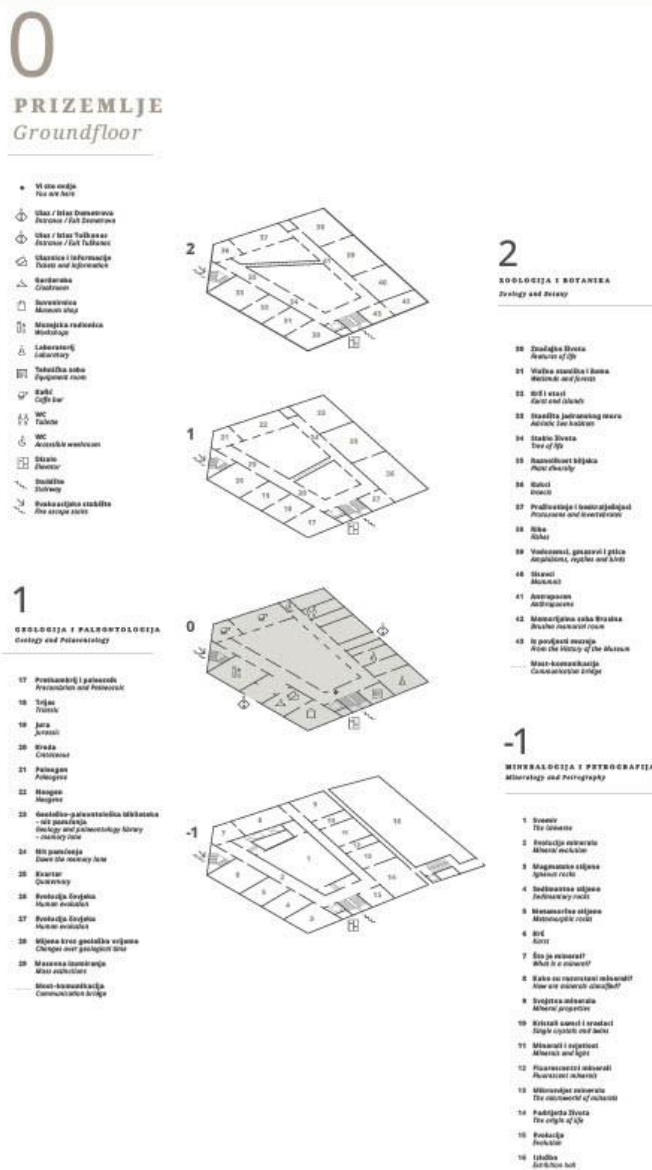 0
PRIZEMLJE
Groundfloor
Vi ste ovdje
You are here
Ulaz / Izlaz Demetrova
Entrance / Exit Demetrova
Ulaz / Izlaz Tuškanac
Entrance / Exit Tuškanac
Ulaznice i informacije
Tickets and information
Garderoba
Cloakroom
Suvenirnica
Museum shop
Muzejska radionica
Workshops
Laboratorij
Laboratory
Tehnička soba
Equipment room
Kafić
Coffe bar
WC
Toilette
WC
Accessible washroom
Dizalo
Elevator
Stubište
Stairway
Evakuacijsko stubište
Fire escape stairs
1
GEOLOGIJA I PALEONTOLOGIJA
Geology and Palaeontology
17 Pretkambrij i paleozoik
Precambrian and Paleozoic
18 Trijas
Triassic
19 Jura
Jurassic
20 Kreda
Cretaceous
21 Paleogen
Paleogene
22 Neogen
Neogene
23 Geološko-paleontološka biblioteka
- nit pamćenja
Geology and palaeontology library
- memory lane
24 Nit pamćenja
Down the memory lane
25 Kvartar
Quaternary
26 Evolucija čovjeka
Human evolution
27 Evolucija čovjeka
Human evolution
28 Mijena kroz geološko vrijeme
Changes over geological time
29 Masovna izumiranja
Mass extinctions
Most-komunikacija
Communication bridge
2
1
0
-1
2
ZOOLOGIJA I BOTANIKA
Zoology and Botany
30 Značajke života
Features of life
31 Vlažna staništa i šume
Wetlands and forests
32 Krš i otoci
Karst and islands
33 Staništa jadranskog mora
Adriatic Sea habitats
34 Stablo života
Tree of life
35 Raznolikost biljaka
Plant diversity
36 Kukci
Insects
37 Praživotinje i beskralježnjaci
Protozoans and invertebrates
38 Ribe
Fishes
39 Vodozemci, gmazovi i ptice
Amphibians, reptiles and birds
40 Sisavci
Mammals
41 Antropocen
Anthropocene
42 Memorijalna soba Brusina
Brusina memorial room
43 Iz povijesti muzeja
From the History of the Museum
Most-komunikacija
Communication bridge
-1
MINERALOGIJA I PETROGRAFIJA
Mineralogy and Petrography
1 Svemir
The Universe
2 Evolucija minerala
Mineral evolution
3 Magmatske stijene
Igneous rocks
4 Sedimentne stijene
Sedimentary rocks
5 Metamorfne stijene
Metamorphic rocks
6 Krš
Karst
7 Što je mineral?
What is a mineral?
8 Kako su razvrstani minerali?
How are minerals classified?
9 Svojstva minerala
Mineral properties
10 Kristali samci i sraslaci
Single crystals and twins
11 Minerali i svjetlost
Minerals and light
12 Fluorescentni minerali
Fluorescent minerals
13 Mikrosvijet minerala
The microworld of minerals
14 Podrijetlo života
The origin of life
15 Evolucija
Evolution
16 Izložbe
Exhibition hall